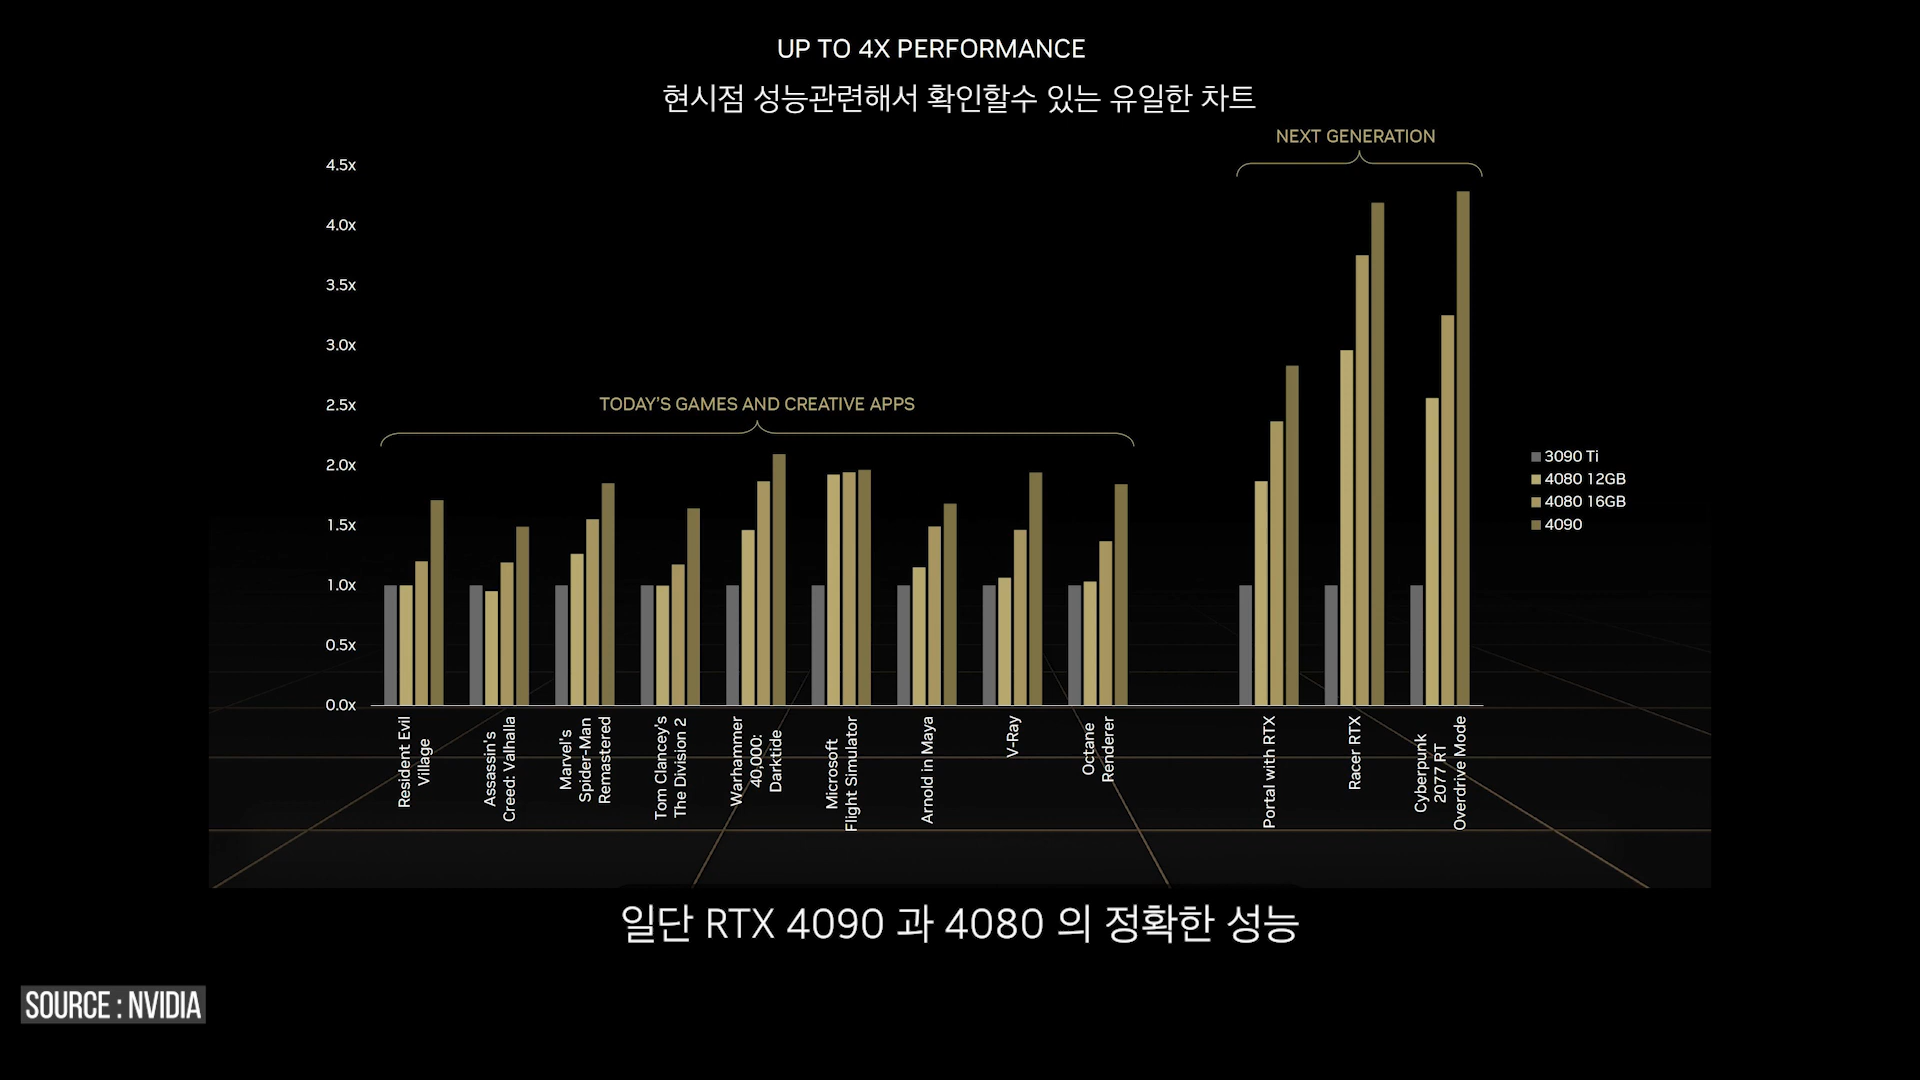 UP TO 4X PERFORMANCE
현시점 성능관련해서 확인할수 있는 유일한 차트
NEXT GENERATION
4.5x
4.0x
3.5x
3.0x
2.5x
2.0x
1.5x
1.0x
0.5x
0.0x
TODAY'S GAMES AND CREATIVE APPS
3090 Ti
4080 12GB
4080 16GB
4090
Resident Evil
Village
Assassin's
Creed: Valhalla
Marvel's
Spider-Man
Remastered
Tom Clancey's
The Division 2
Warhammer
40,000:
Darktide
Microsoft
Flight Simulator
Arnold in Maya
V-Ray
Octane
Renderer
Portal with RTX
Racer RTX
Cyberpunk
2077 RT
Overdrive Mode
일단 RTX 4090 과 4080 의 정확한 성능
SOURCE : NVIDIA